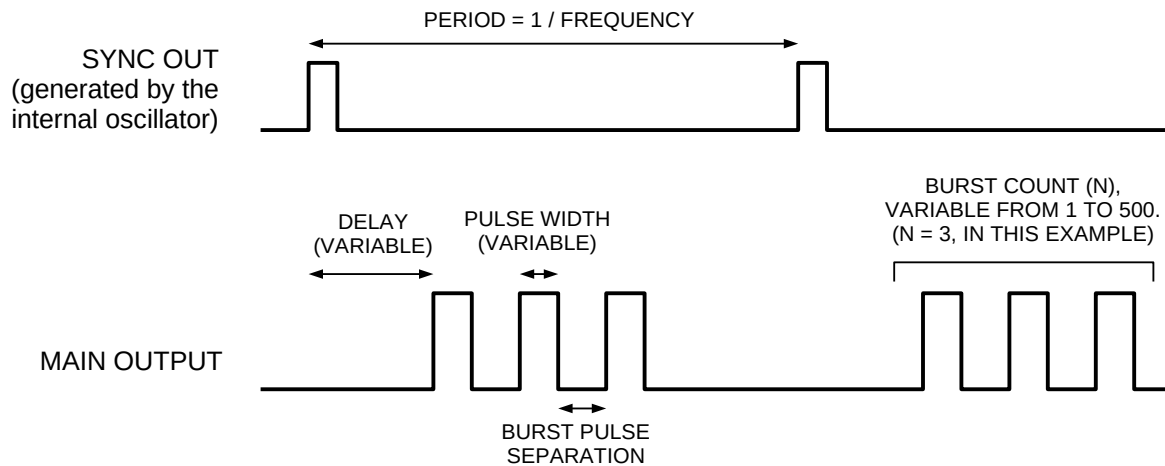 PERIOD = 1 / FREQUENCY
SYNC OUT
(generated by the
internal oscillator)
BURST COUNT (N),
VARIABLE FROM 1 TO 500.
(N = 3, IN THIS EXAMPLE)
DELAY
(VARIABLE)
PULSE WIDTH
(VARIABLE)
MAIN OUTPUT
BURST PULSE
SEPARATION